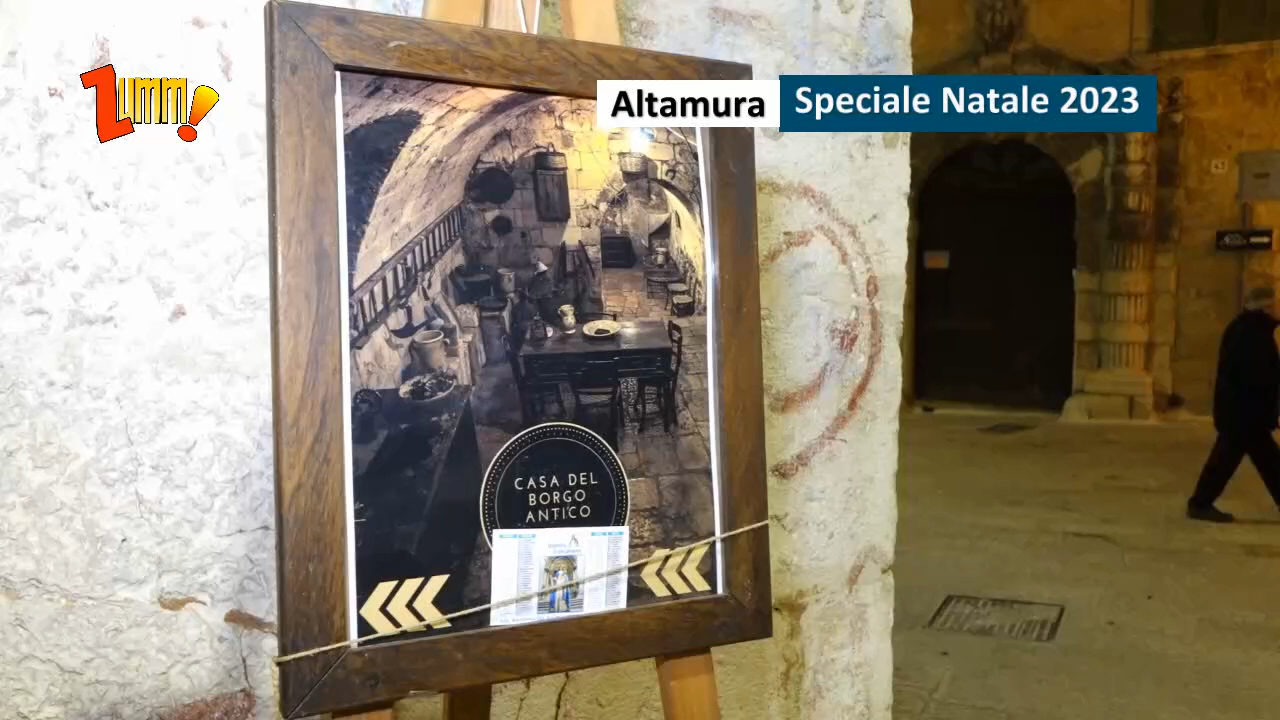 Zumm!
Altamura
Speciale Natale 2023
CASA DEL
BORGO
ANTICO